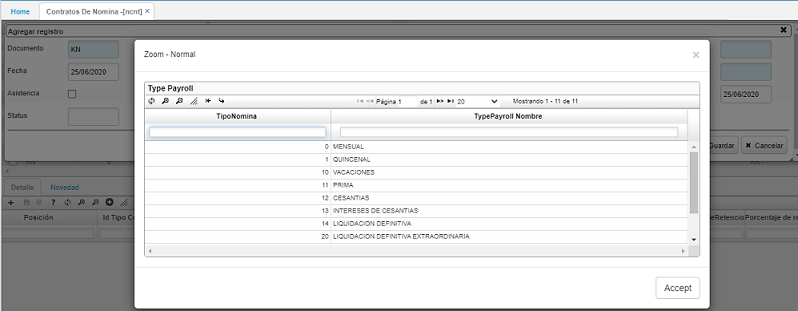 Home Contratos De Nomina -[ncnt] ×
Agregar registro ✖
Zoom - Normal ×
Documento KN
Fecha 25/06/2020
Asistencia 25/06/2020
Status
Type Payroll
Página 1 de 1 20 Mostrando 1 - 11 de 11
TipoNomina TypePayroll Nombre
0 MENSUAL
1 QUINCENAL
10 VACACIONES
11 PRIMA
12 CESANTIAS
13 INTERESES DE CESANTIAS
14 LIQUIDACION DEFINITIVA
20 LIQUIDACION DEFINITIVA EXTRAORDINARIA
Guardar ✖ Cancelar
Detalle Novedad
Posición Id Tipo Co eRetencio Porcentaje de re
Accept